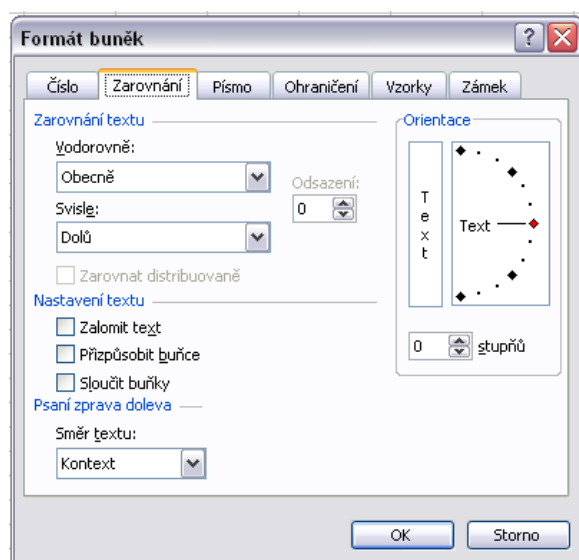 Formát buněk
Číslo Zarovnání Písmo Ohraničení Vzorky Zámek
Zarovnání textu
Vodorovně:
Obecně
Odsazení:
0
Svisle:
Dolů
Zarovnat distribuovaně
Nastavení textu
Zalomit text
Přizpůsobit buňce
Sloučit buňky
Psaní zprava doleva
Směr textu:
Kontext
Orientace
Text
Text
0 stupňů
OK Storno